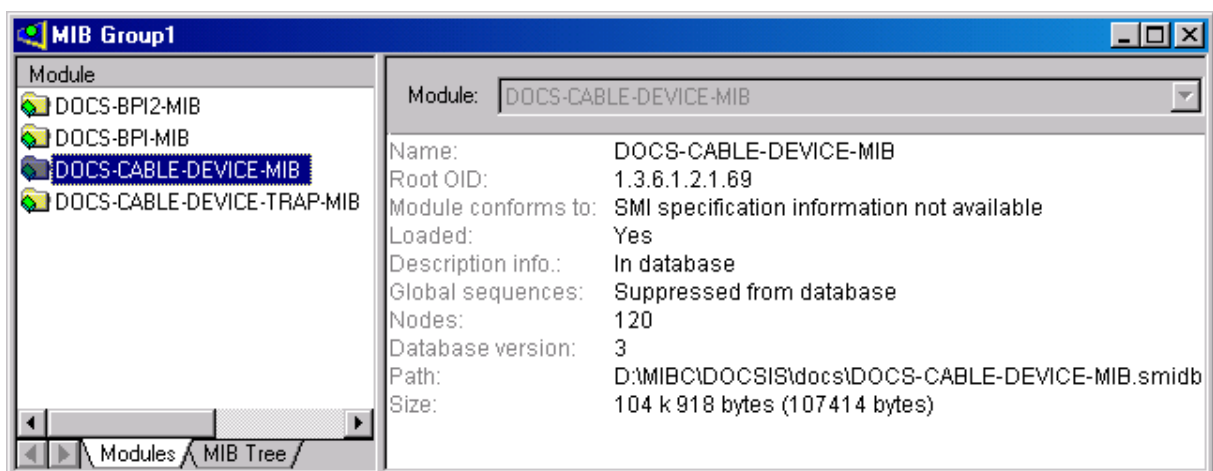 MIB Group1
Module
DOCS-BPI2-MIB
DOCS-BPI-MIB
DOCS-CABLE-DEVICE-MIB
DOCS-CABLE-DEVICE-TRAP-MIB
Modules
MIB Tree
Module: DOCS-CABLE-DEVICE-MIB
Name: DOCS-CABLE-DEVICE-MIB
Root OID: 1.3.6.1.2.1.69
Module conforms to: SMI specification information not available
Loaded: Yes
Description info.: In database
Global sequences: Suppressed from database
Nodes: 120
Database version: 3
Path: D:\MIBC\DOCSIS\docs\DOCS-CABLE-DEVICE-MIB.smidb
Size: 104 k 918 bytes (107414 bytes)